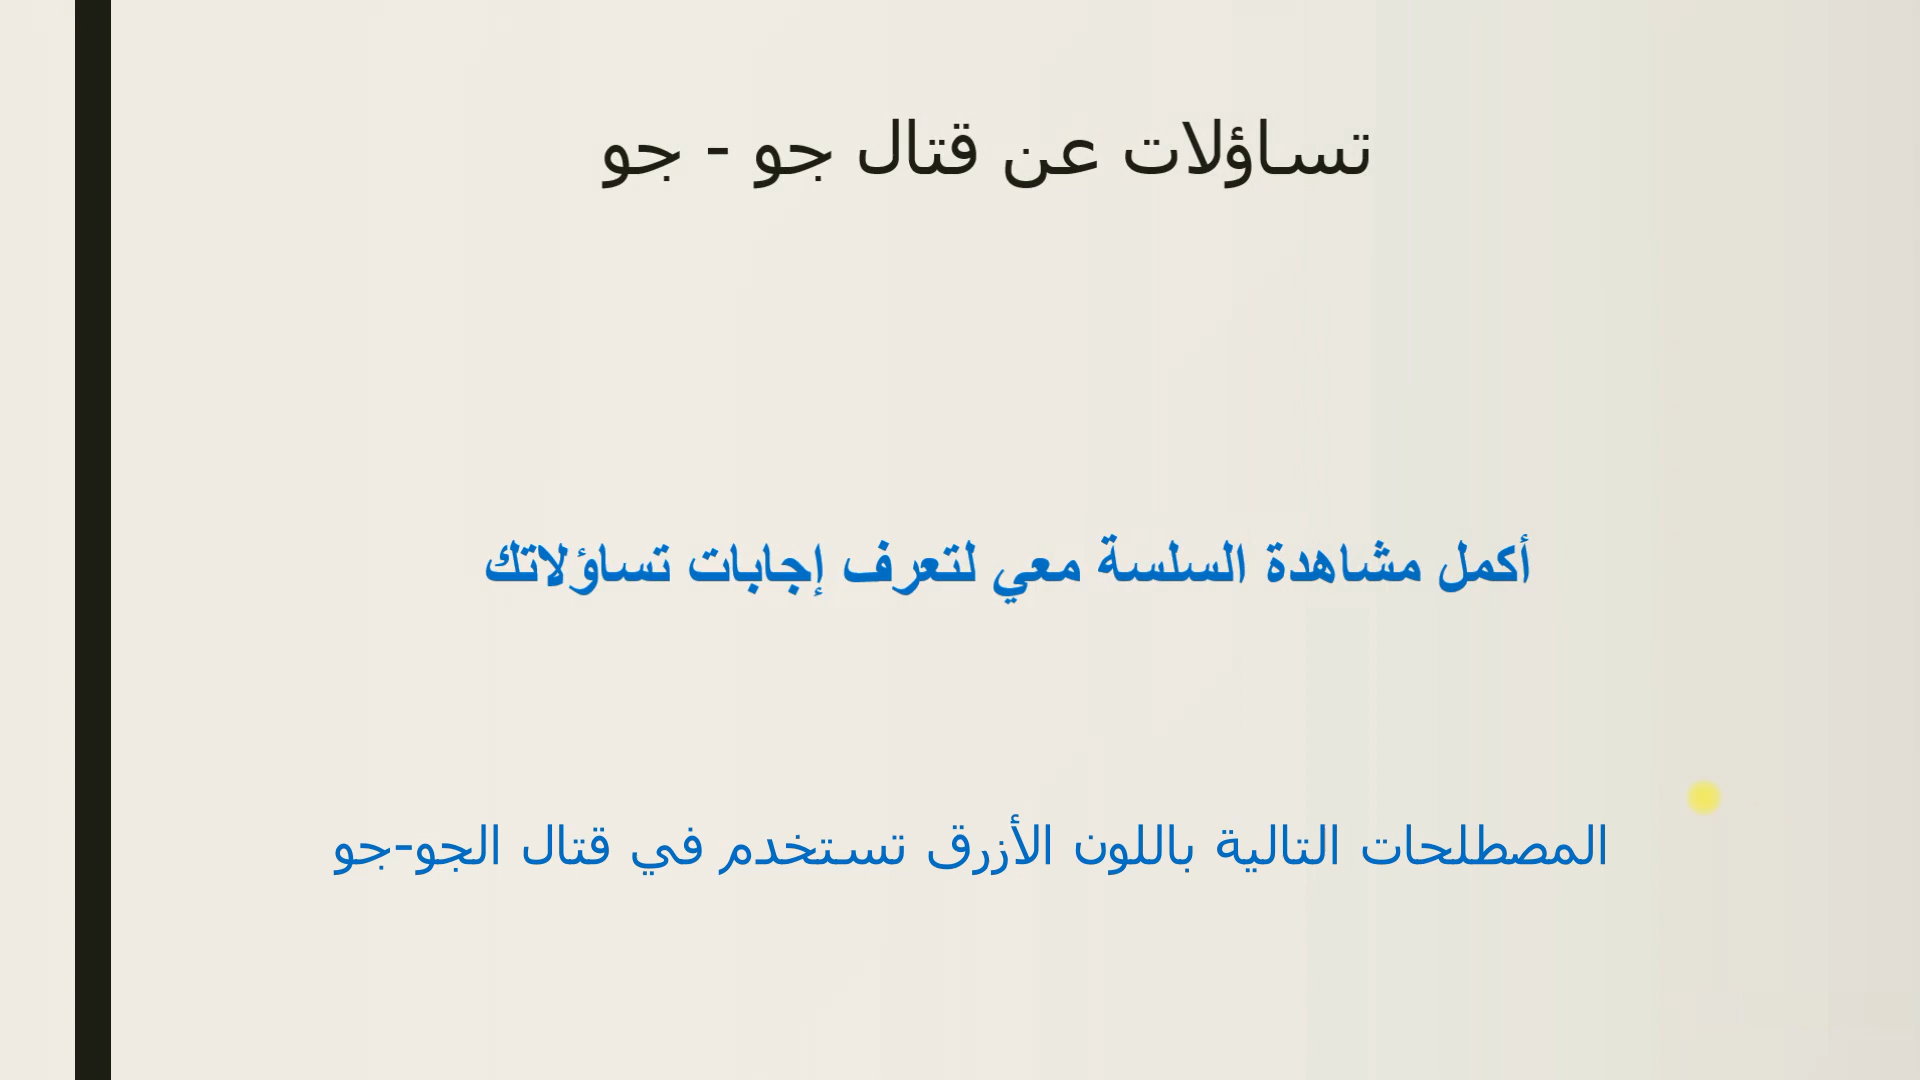 تساؤلات عن قتال جو - جو
أكمل مشاهدة السلسة معي لتعرف إجابات تساؤلاتك
المصطلحات التالية باللون الأزرق تستخدم في قتال الجو-جو